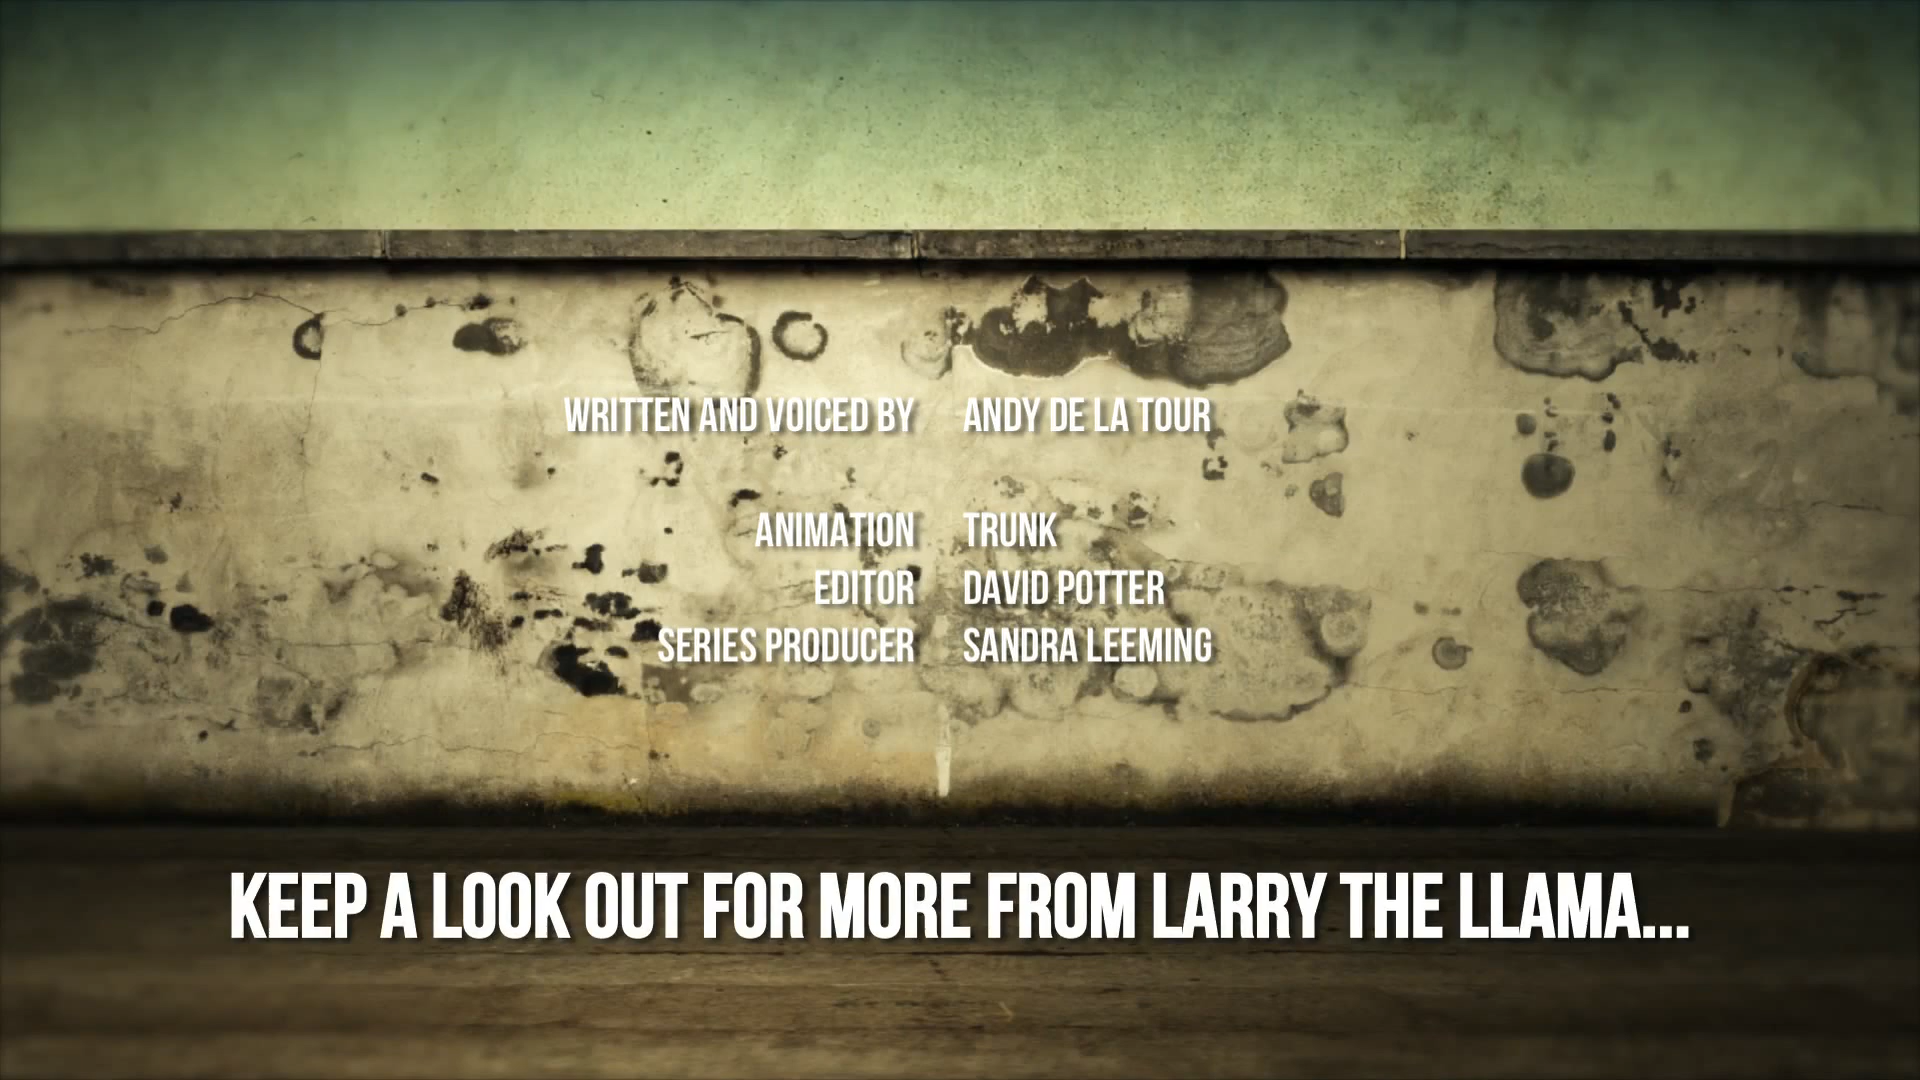 WRITTEN AND VOICED BY ANDY DE LA TOUR
ANIMATION TRUNK
EDITOR DAVID POTTER
SERIES PRODUCER SANDRA LEEMING
KEEP A LOOK OUT FOR MORE FROM LARRY THE LLAMA...